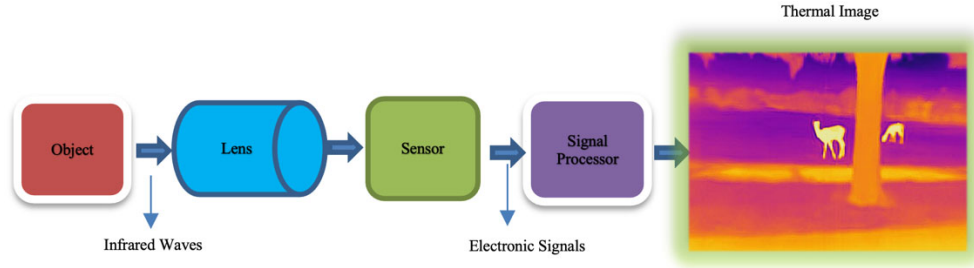 Thermal Image
Object
Lens
Sensor
Signal
Processor
Infrared Waves
Electronic Signals